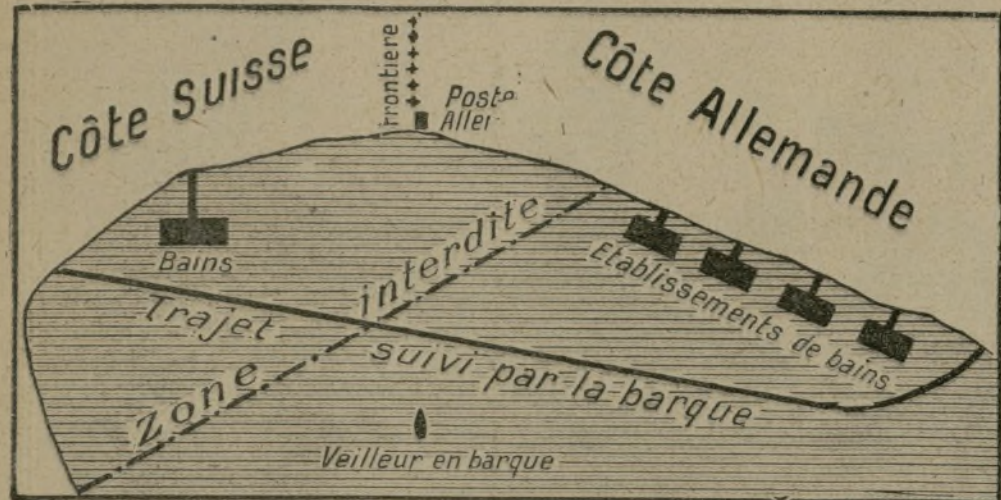 Côte Suisse
frontiere
Poste
Côte Allemande
Bains
Zone interdite
Etablissements de bains
Trajet suivi par la barque
Veilleur en barque